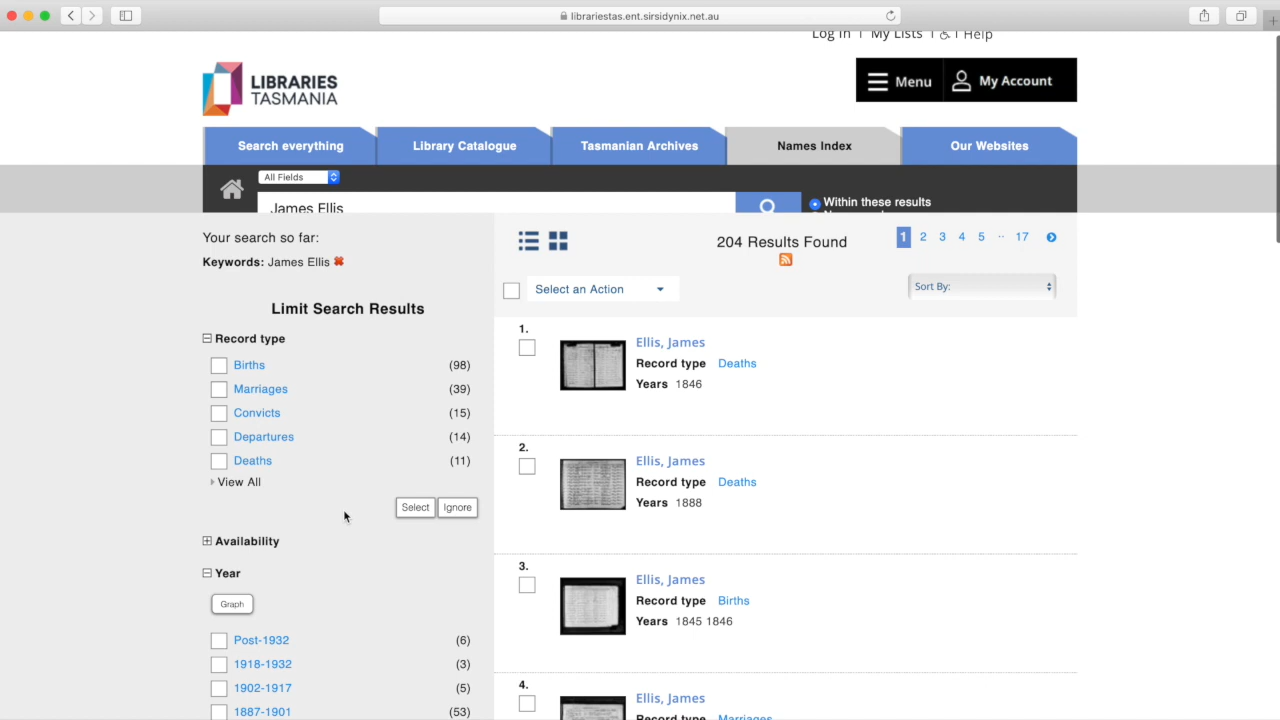 librariestas.ent.sirsidynix.net.au
Log In | My Lists | | Help
LIBRARIES
TASMANIA
Menu
My Account
Search everything
Library Catalogue
Tasmanian Archives
Names Index
Our Websites
All Fields
James Ellis
Within these results
Your search so far:
Keywords: James Ellis
Limit Search Results
Record type
Births (98)
Marriages (39)
Convicts (15)
Departures (14)
Deaths (11)
View All
Select Ignore
Availability
Year
Graph
Post-1932 (6)
1918-1932 (3)
1902-1917 (5)
1887-1901 (53)
204 Results Found
1 2 3 4 5 ·· 17
Select an Action
Sort By:
1.
Ellis, James
Record type Deaths
Years 1846
2.
Ellis, James
Record type Deaths
Years 1888
3.
Ellis, James
Record type Births
Years 1845 1846
4.
Ellis, James
Record type Marriages